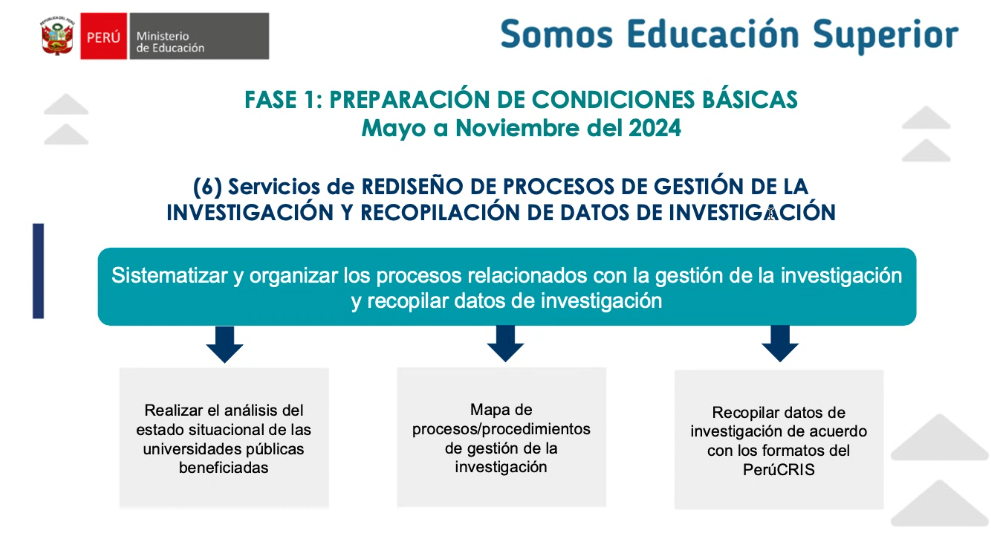 REPÚBLICA DEL PERÚ
PERÚ
Ministerio
de Educación
Somos Educación Superior
FASE 1: PREPARACIÓN DE CONDICIONES BÁSICAS
Mayo a Noviembre del 2024
(6) Servicios de REDISEÑO DE PROCESOS DE GESTIÓN DE LA
INVESTIGACIÓN Y RECOPILACIÓN DE DATOS DE INVESTIGACIÓN
Sistematizar y organizar los procesos relacionados con la gestión de la investigación
y recopilar datos de investigación
Realizar el análisis del
estado situacional de las
universidades públicas
beneficiadas
Mapa de
procesos/procedimientos
de gestión de la
investigación
Recopilar datos de
investigación de acuerdo
con los formatos del
PerúCRIS